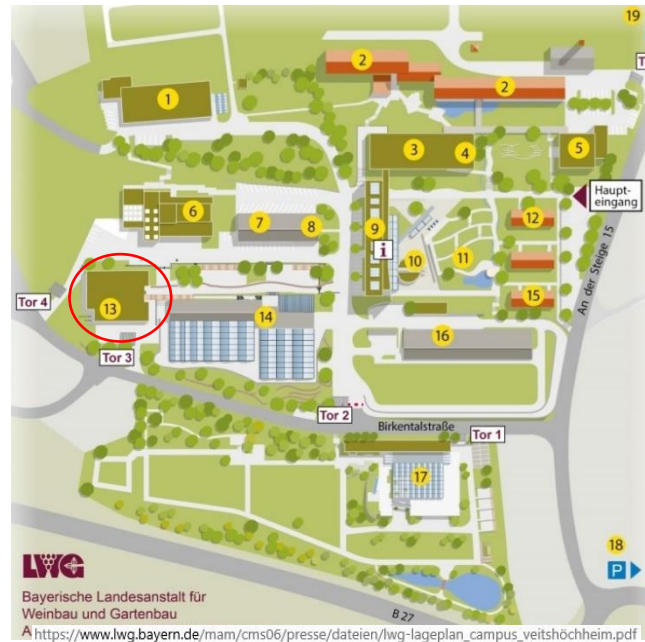 19
2
2
T
1
3
4
5
Haupt-
eingang
6
7
8
9
i
10
11
12
An der Steige 15
13
14
15
16
Tor 4
Tor 3
Tor 2
Birkentalstraße
Tor 1
17
18
P
B 27
LWG
Bayerische Landesanstalt für
Weinbau und Gartenbau
A
https://www.lwg.bayern.de/mam/cms06/presse/dateien/lwg-lageplan_campus_veitshöchheim.pdf